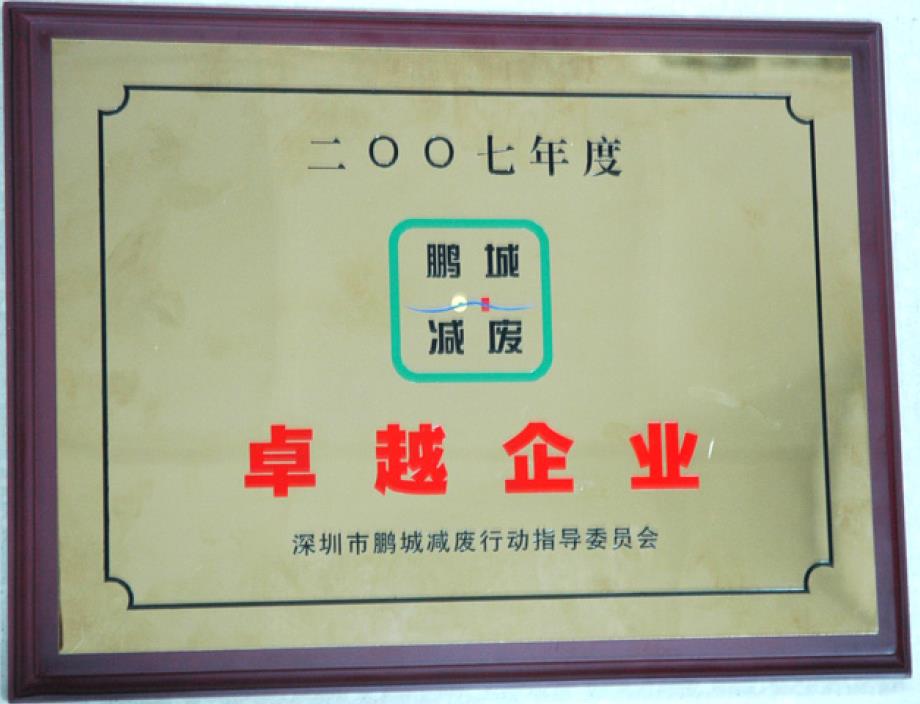 二〇〇七年度
鹏城
减废
卓越企业
深圳市鹏城减废行动指导委员会